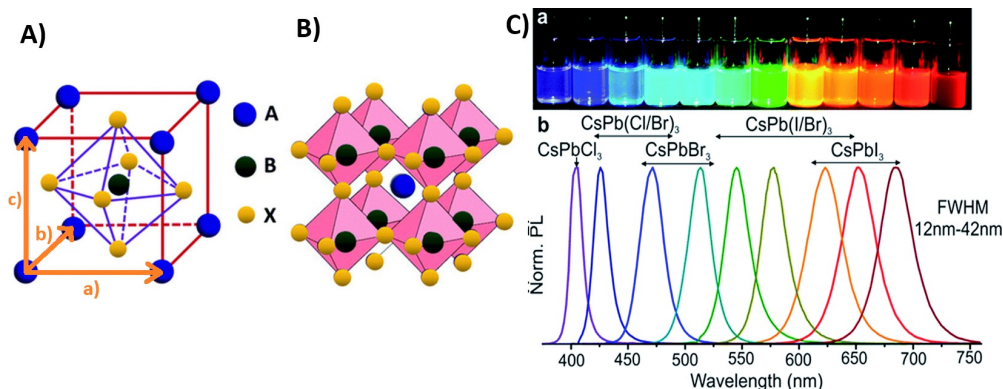 A)
B)
C)
a
A
B
X
c)
b)
a)
b
CsPb(Cl/Br)₃
CsPb(I/Br)₃
CsPbCl₃
CsPbBr₃
CsPbI₃
FWHM
12nm-42nm
Norm. PL
400 450 500 550 600 650 700 750
Wavelength (nm)